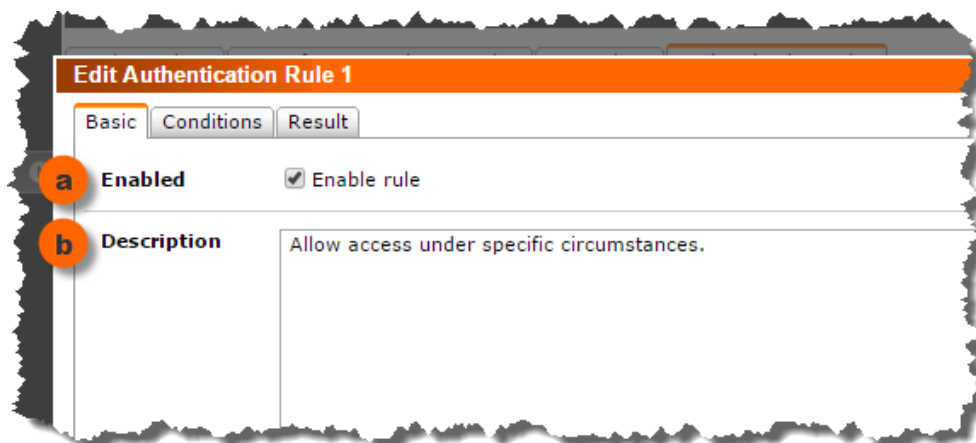 Edit Authentication Rule 1
Basic Conditions Result
a Enabled Enable rule
b Description Allow access under specific circumstances.